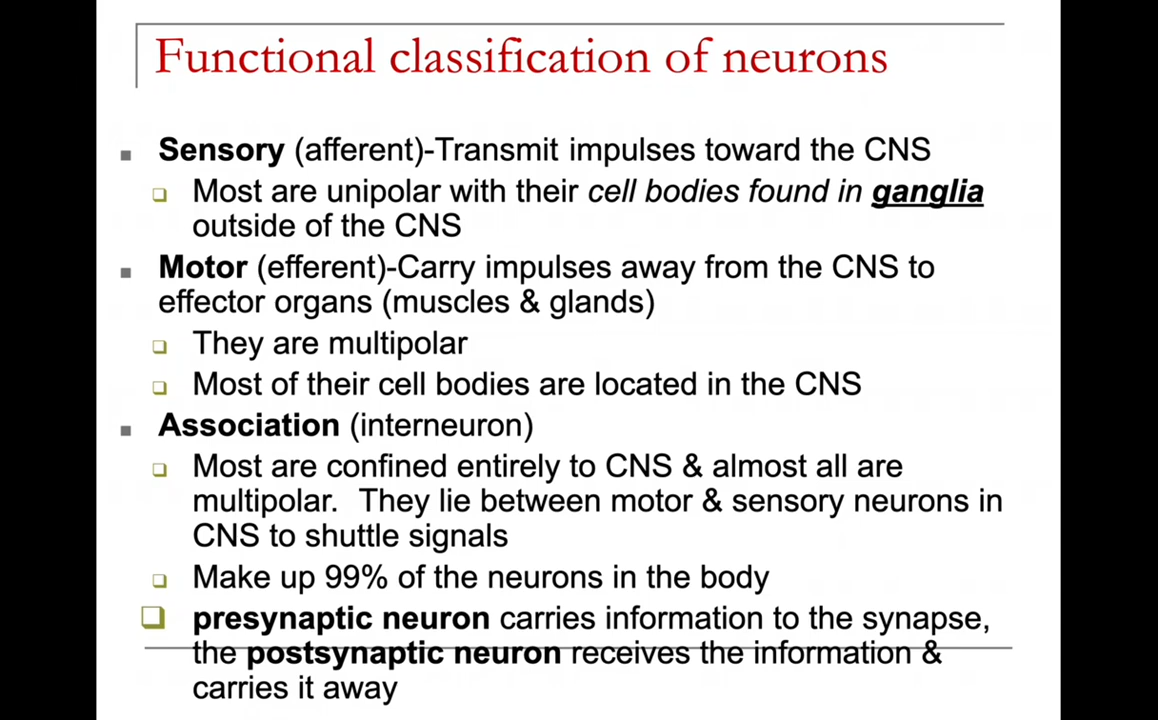 Functional classification of neurons
Sensory (afferent)-Transmit impulses toward the CNS
Most are unipolar with their cell bodies found in ganglia
outside of the CNS
Motor (efferent)-Carry impulses away from the CNS to
effector organs (muscles & glands)
They are multipolar
Most of their cell bodies are located in the CNS
Association (interneuron)
Most are confined entirely to CNS & almost all are
multipolar.  They lie between motor & sensory neurons in
CNS to shuttle signals
Make up 99% of the neurons in the body
presynaptic neuron carries information to the synapse,
the postsynaptic neuron receives the information &
carries it away